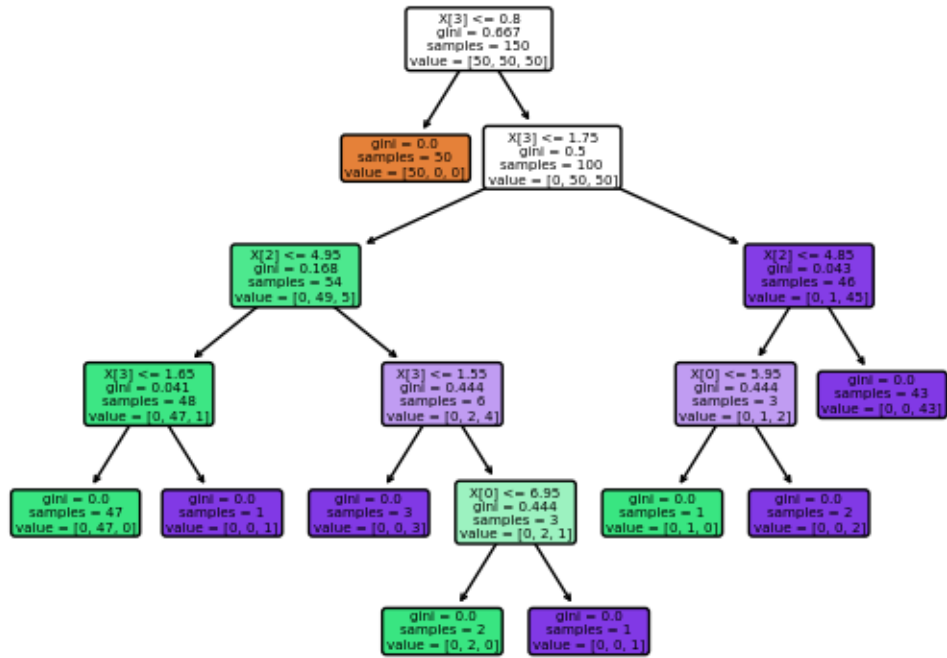 X[3] <= 0.8
gini = 0.667
samples = 150
value = [50, 50, 50]
gini = 0.0
samples = 50
value = [50, 0, 0]
X[3] <= 1.75
gini = 0.5
samples = 100
value = [0, 50, 50]
X[2] <= 4.95
gini = 0.168
samples = 54
value = [0, 49, 5]
X[2] <= 4.85
gini = 0.043
samples = 46
value = [0, 1, 45]
X[3] <= 1.65
gini = 0.041
samples = 48
value = [0, 47, 1]
X[3] <= 1.55
gini = 0.444
samples = 6
value = [0, 2, 4]
X[0] <= 5.95
gini = 0.444
samples = 3
value = [0, 1, 2]
gini = 0.0
samples = 43
value = [0, 0, 43]
gini = 0.0
samples = 47
value = [0, 47, 0]
gini = 0.0
samples = 1
value = [0, 0, 1]
gini = 0.0
samples = 3
value = [0, 0, 3]
X[0] <= 6.95
gini = 0.444
samples = 3
value = [0, 2, 1]
gini = 0.0
samples = 1
value = [0, 1, 0]
gini = 0.0
samples = 2
value = [0, 0, 2]
gini = 0.0
samples = 2
value = [0, 2, 0]
gini = 0.0
samples = 1
value = [0, 0, 1]